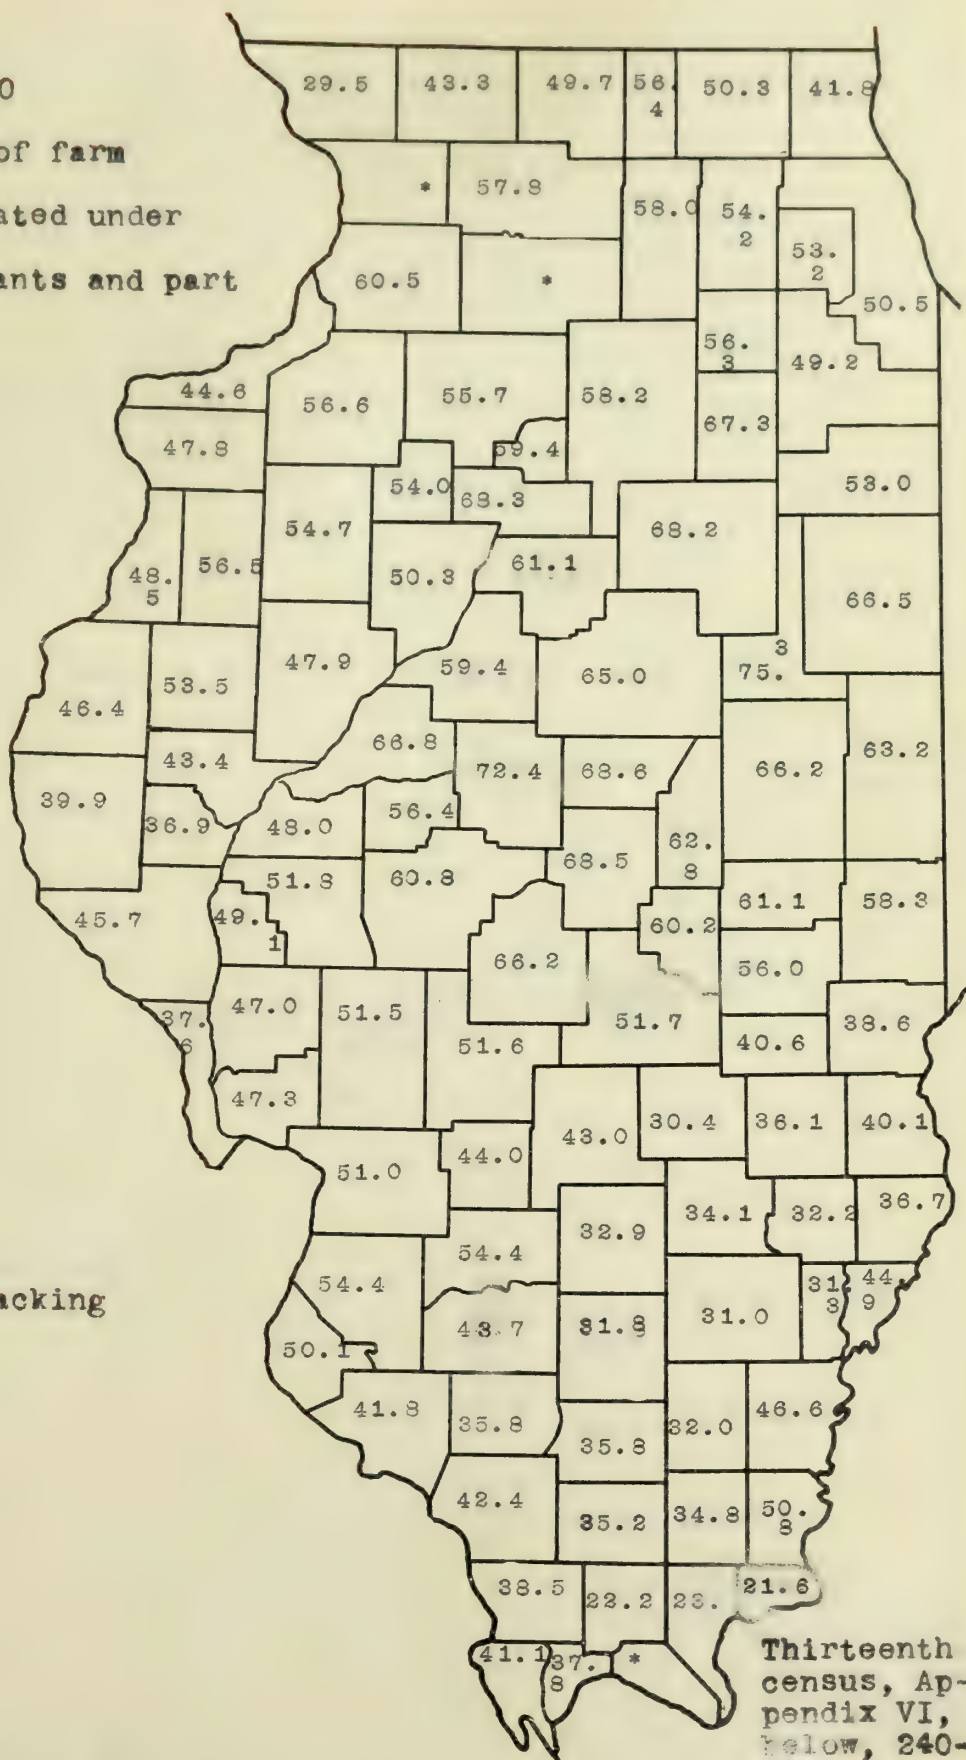 0
of farm
ated under
ants and part
29.5 43.3 49.7 56.4 50.3 41.8
* 57.8 58.0 54.2 53.2
60.5 * 50.5
56.3 49.2
44.6 56.6 55.7 58.2
47.8 59.4 67.3
54.0 68.3 53.0
54.7 68.2
48.5 56.5 50.3 61.1 66.5
47.9 59.4 65.0 75.3
46.4 53.5
43.4 66.8 72.4 68.6 66.2 63.2
39.9 36.9 48.0 56.4
68.5 62.8
45.7 51.8 60.8 61.1 58.3
49.1 66.2 60.2 56.0
37.6 47.0 51.5 51.6 51.7 40.6 38.6
47.3
43.0 30.4 36.1 40.1
51.0 44.0
32.9 34.1 32.2 36.7
54.4 54.4
acking
50.1 43.7 31.8 31.0 31.3 44.9
41.8 35.8 35.8 32.0 46.6
42.4 35.2 34.8 50.8
38.5 22.2 23. 21.6
41.1 37.8 *
Thirteenth
census, Ap-
pendix VI,
below, 240-